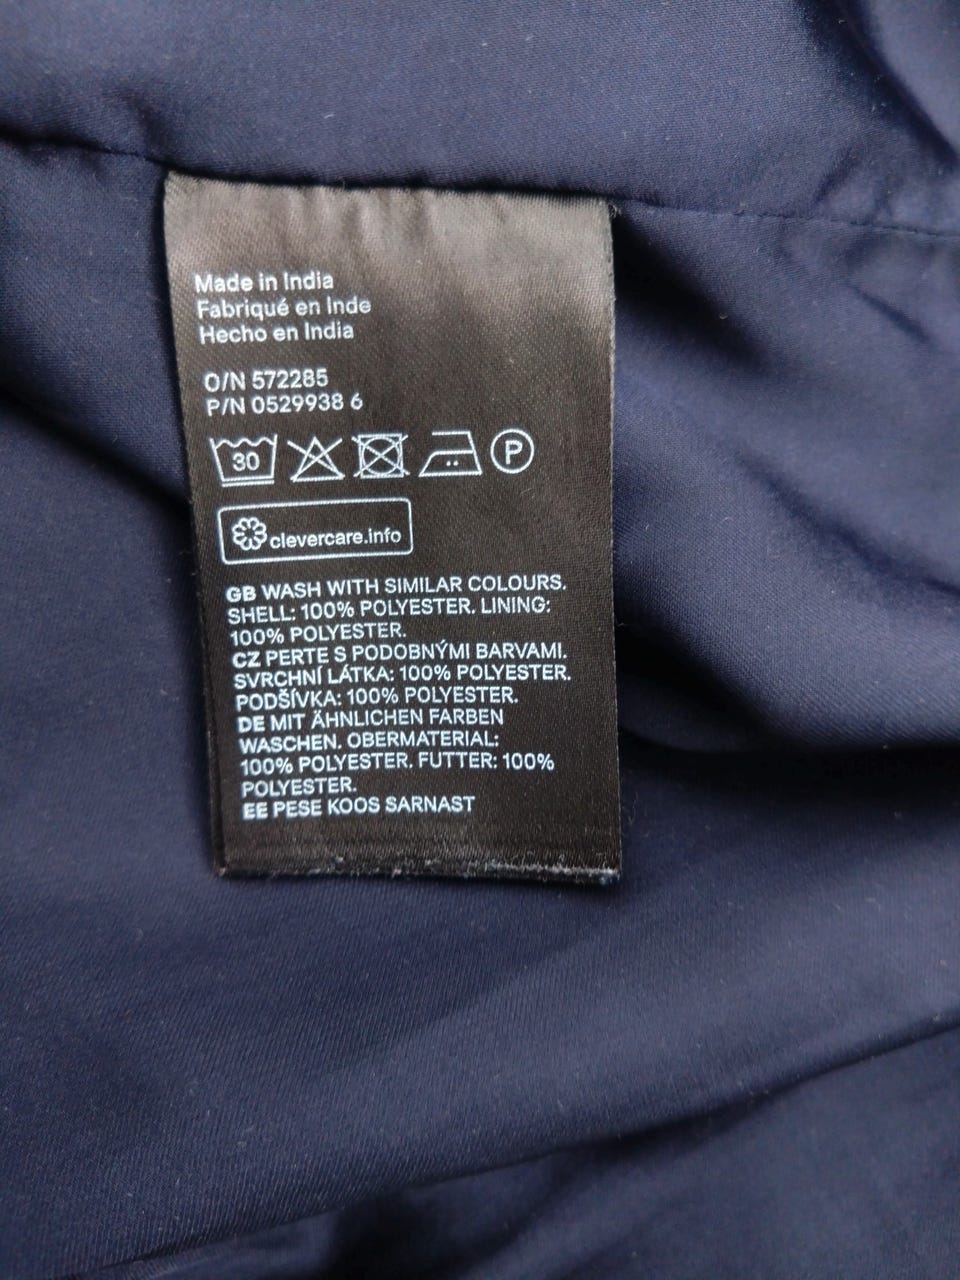 Made in India
Fabriqué en Inde
Hecho en India
O/N 572285
P/N 0529938 6
30 P
clevercare.info
GB WASH WITH SIMILAR COLOURS.
SHELL: 100% POLYESTER. LINING:
100% POLYESTER.
CZ PERTE S PODOBNÝMI BARVAMI.
SVRCHNÍ LÁTKA: 100% POLYESTER.
PODŠÍVKA: 100% POLYESTER.
DE MIT ÄHNLICHEN FARBEN
WASCHEN. OBERMATERIAL:
100% POLYESTER. FUTTER: 100%
POLYESTER.
EE PESE KOOS SARNAST